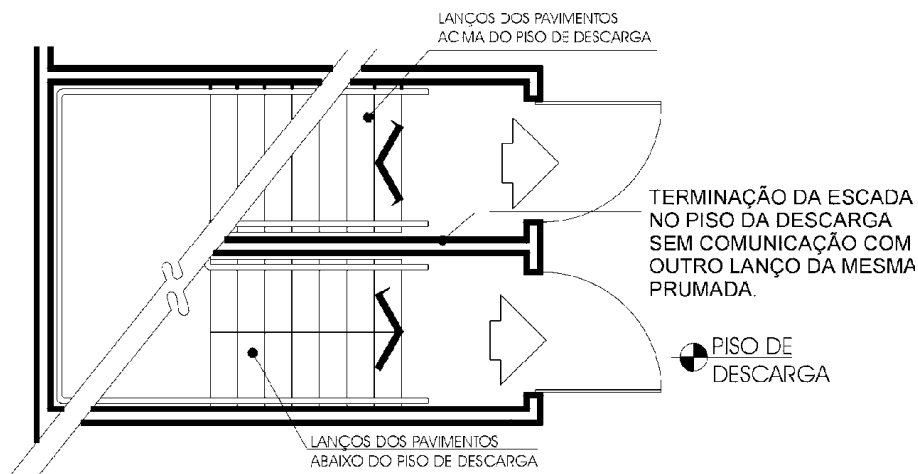 LANÇOS DOS PAVIMENTOS
ACIMA DO PISO DE DESCARGA
TERMINAÇÃO DA ESCADA
NO PISO DA DESCARGA
SEM COMUNICAÇÃO COM
OUTRO LANÇO DA MESMA
PRUMADA.
PISO DE
DESCARGA
LANÇOS DOS PAVIMENTOS
ABAIXO DO PISO DE DESCARGA